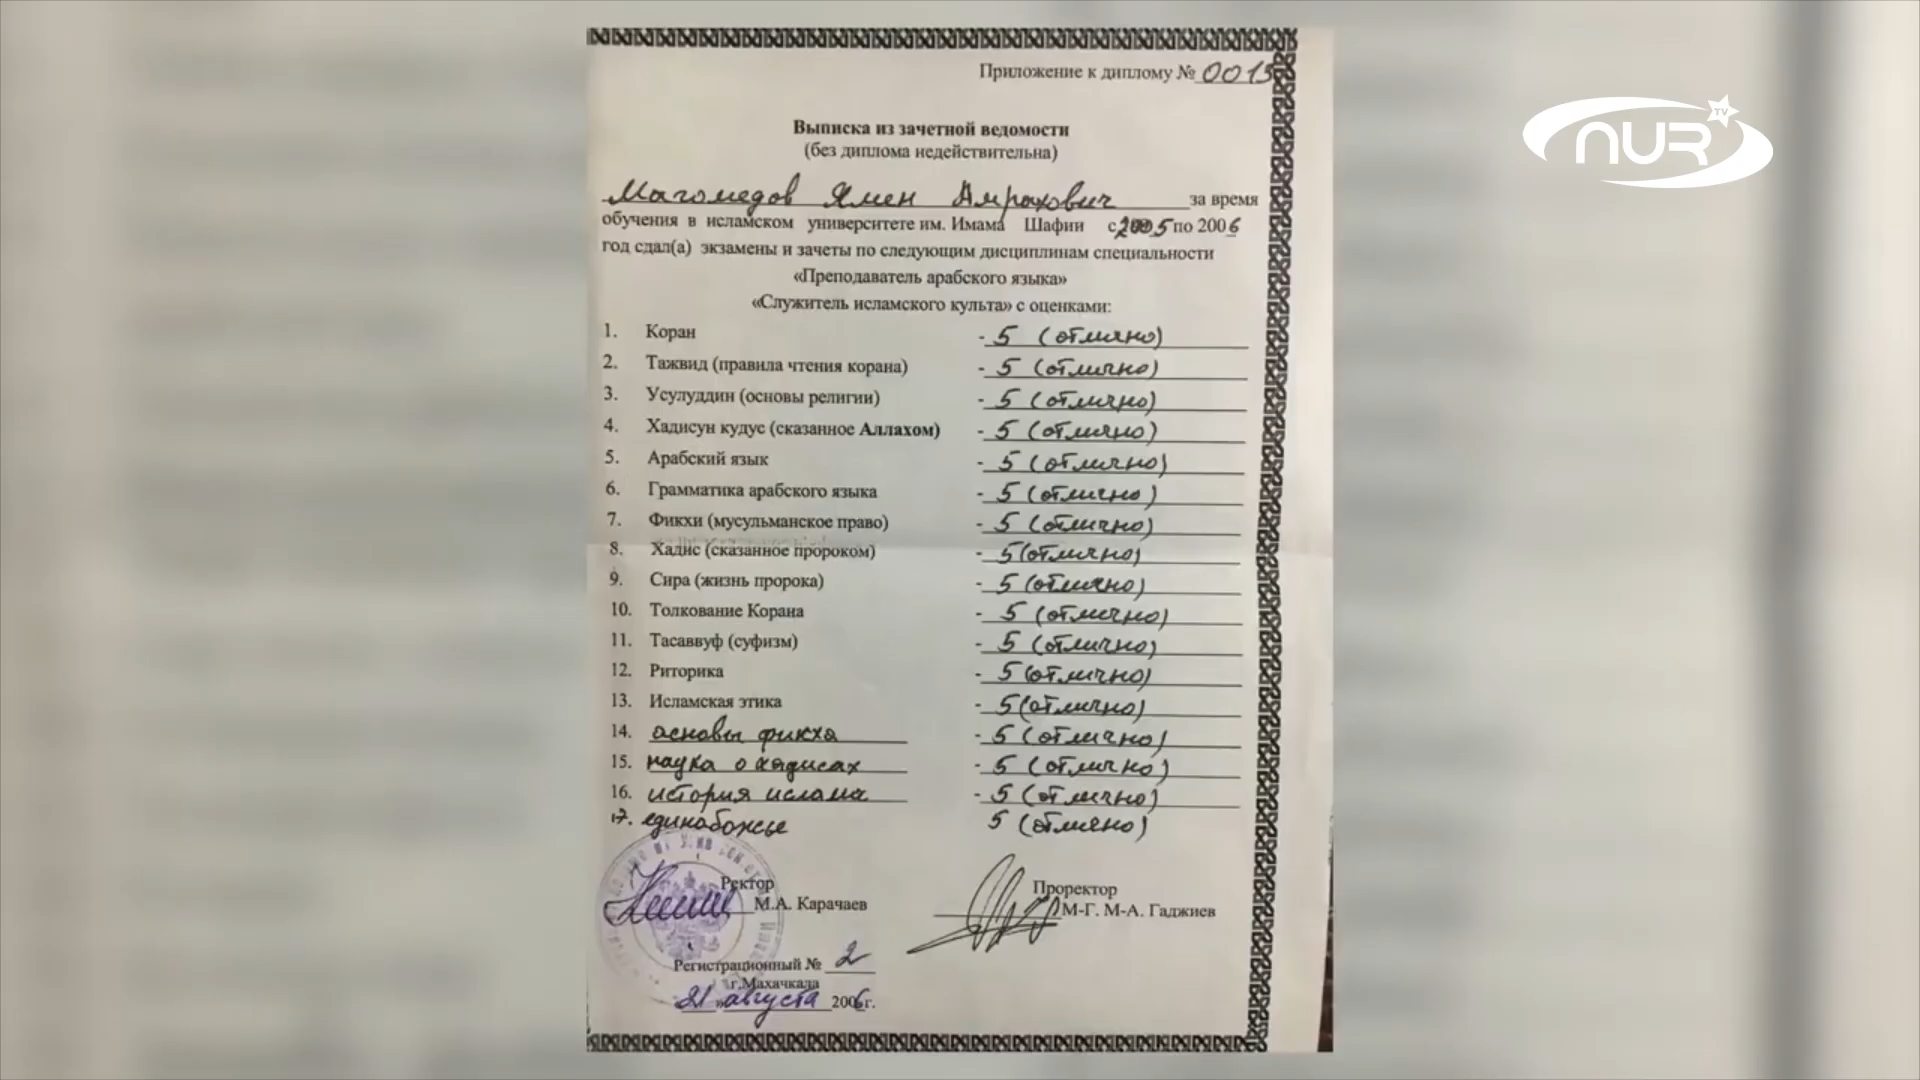 Приложение к диплому № 0015
NUR TV
Выписка из зачетной ведомости
(без диплома недействительна)
Магомедов Ямен Амрахович за время
обучения в исламском университете им. Имама Шафии с 2005 по 2006
год сдал(а) экзамены и зачеты по следующим дисциплинам специальности
«Преподаватель арабского языка»
«Служитель исламского культа» с оценками:
1. Коран - 5 (отлично)
2. Тажвид (правила чтения корана) - 5 (отлично)
3. Усулуддин (основы религии) - 5 (отлично)
4. Хадисун кудус (сказанное Аллахом) - 5 (отлично)
5. Арабский язык - 5 (отлично)
6. Грамматика арабского языка - 5 (отлично)
7. Фикхи (мусульманское право) - 5 (отлично)
8. Хадис (сказанное пророком) - 5 (отлично)
9. Сира (жизнь пророка) - 5 (отлично)
10. Толкование Корана - 5 (отлично)
11. Тасаввуф (суфизм) - 5 (отлично)
12. Риторика - 5 (отлично)
13. Исламская этика - 5 (отлично)
14. основы фикха - 5 (отлично)
15. наука о хадисах - 5 (отлично)
16. история ислама - 5 (отлично)
17. единабожье 5 (отлично)
Ректор
М.А. Карачаев
Проректор
М-Г. М-А. Гаджиев
Регистрационный № 2
г.Махачкала
21 » августа 2006г.